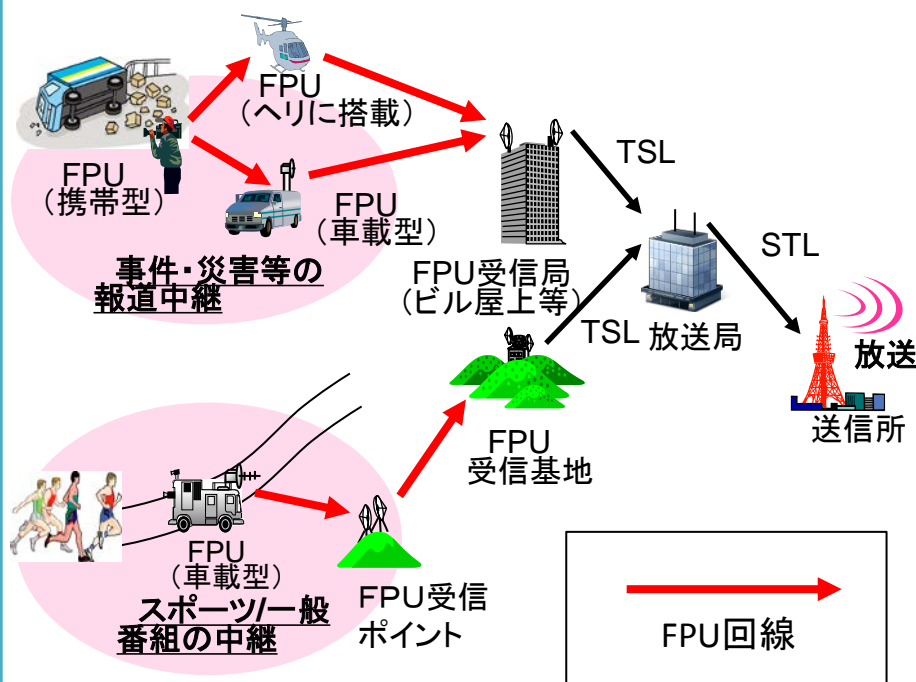 FPU
（ヘリに搭載）
FPU
（携帯型）
FPU
（車載型）
事件・災害等の
報道中継
FPU受信局
（ビル屋上等）
TSL
TSL
放送局
STL
放送
送信所
FPU
受信基地
FPU
（車載型）
スポーツ/一般
番組の中継
FPU受信
ポイント
FPU回線